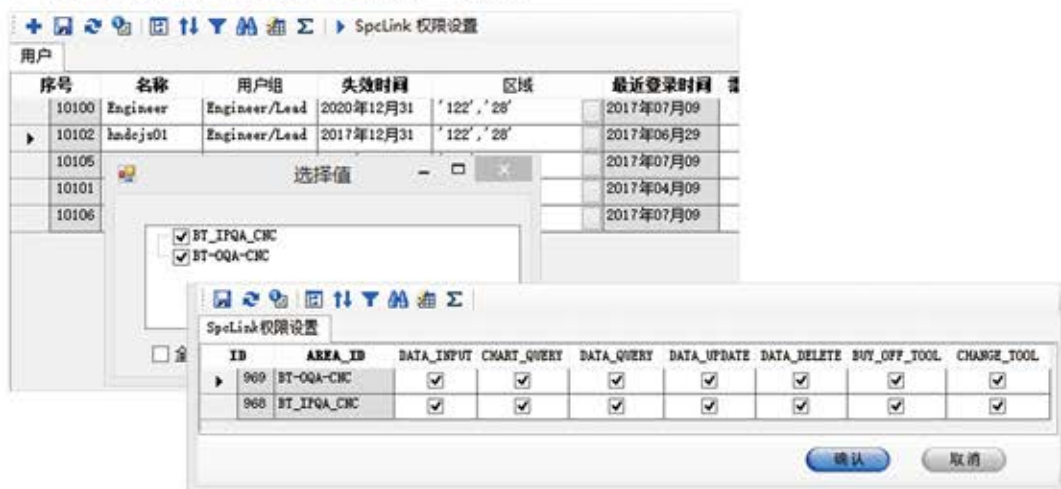 SpcLink 权限设置
用户
序号 名称 用户组 失效时间 区域 最近登录时间
10100 Engineer Engineer/Lead 2020年12月31 '122','28' 2017年07月09
10102 hndcjs01 Engineer/Lead 2017年12月31 '122','28' 2017年06月29
10105 2017年07月09
10101 2017年04月09
10106 2017年07月09
选择值
BT_IPQA_CNC
BT-OQA-CNC
全
SpcLink权限设置
ID AREA_ID DATA_INPUT CHART_QUERY DATA_QUERY DATA_UPDATE DATA_DELETE BUY_OFF_TOOL CHANGE_TOOL
969 BT-OQA-CNC
968 BT_IPQA_CNC
确认 取消